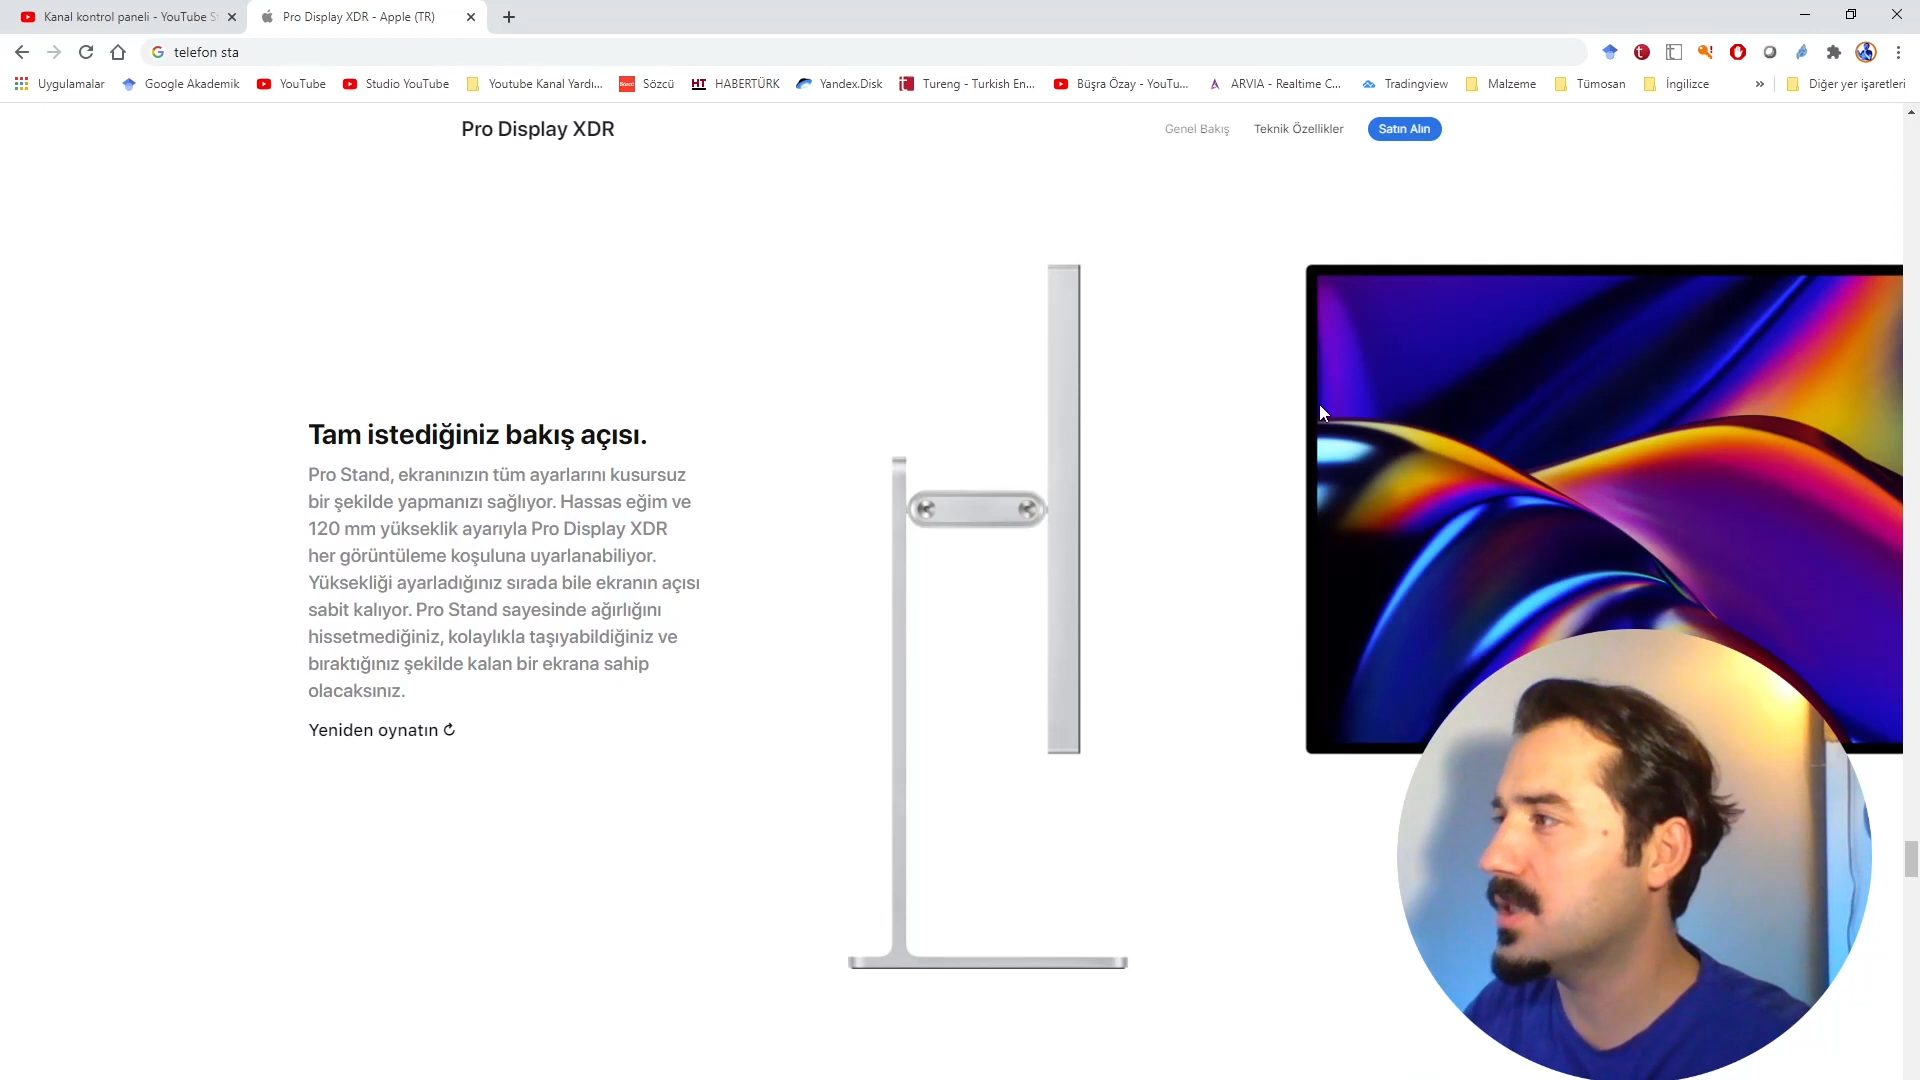 Kanal kontrol paneli - YouTube S
Pro Display XDR - Apple (TR)
telefon sta
Uygulamalar
Google Akademik
YouTube
Studio YouTube
Youtube Kanal Yardı...
Sözcü
HT HABERTÜRK
Yandex.Disk
Tureng - Turkish En...
Büşra Özay - YouTu...
ARVIA - Realtime C...
Tradingview
Malzeme
Tümosan
İngilizce
»
Diğer yer işaretleri
Pro Display XDR
Genel Bakış
Teknik Özellikler
Satın Alın
Tam istediğiniz bakış açısı.
Pro Stand, ekranınızın tüm ayarlarını kusursuz
bir şekilde yapmanızı sağlıyor. Hassas eğim ve
120 mm yükseklik ayarıyla Pro Display XDR
her görüntüleme koşuluna uyarlanabiliyor.
Yüksekliği ayarladığınız sırada bile ekranın açısı
sabit kalıyor. Pro Stand sayesinde ağırlığını
hissetmediğiniz, kolaylıkla taşıyabildiğiniz ve
bıraktığınız şekilde kalan bir ekrana sahip
olacaksınız.
Yeniden oynatın